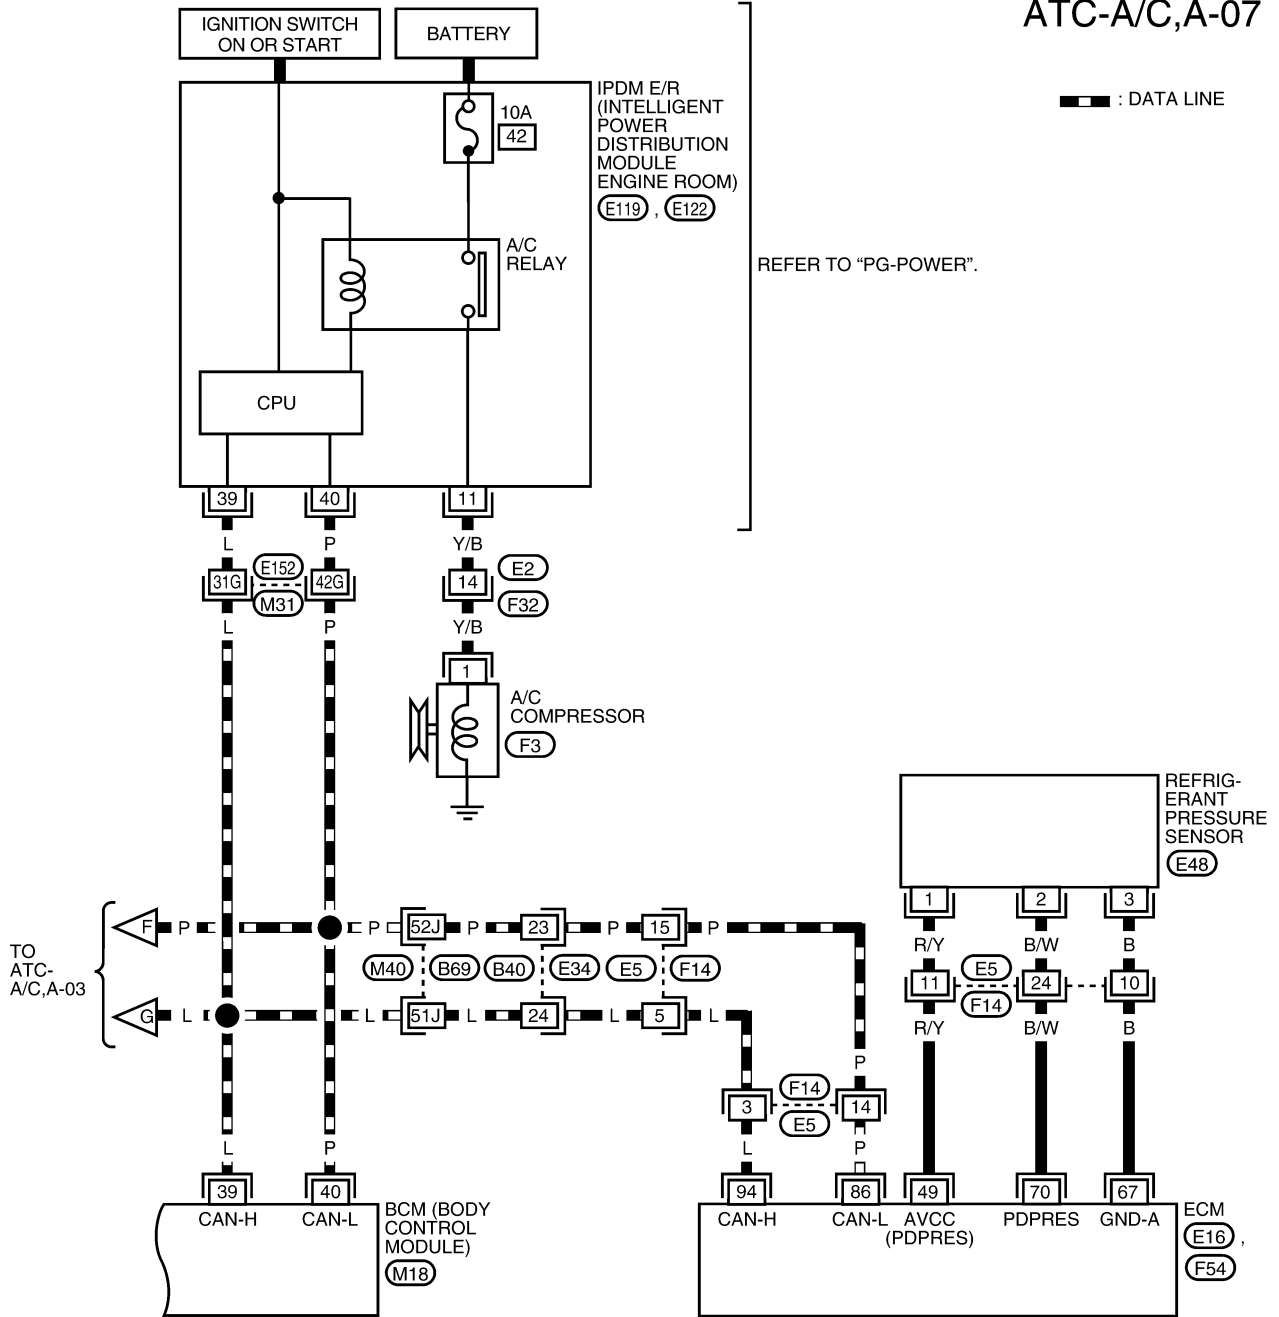 ATC-A/C,A-07
: DATA LINE
IGNITION SWITCH
ON OR START
BATTERY
10A
42
IPDM E/R
(INTELLIGENT
POWER
DISTRIBUTION
MODULE
ENGINE ROOM)
E119 , E122
A/C
RELAY
REFER TO “PG-POWER”.
CPU
39 40 11
L P Y/B
31G E152 42G 14 E2
M31 F32
L P Y/B
1
A/C
COMPRESSOR
F3
REFRIG-
ERANT
PRESSURE
SENSOR
E48
1 2 3
R/Y B/W B
11 E5 24 10
F14
R/Y B/W B
TO
ATC-
A/C,A-03
F P P 52J P 23 P 15 P
M40 B69 B40 E34 E5 F14
G L L 51J L 24 L 5 L
P
3 F14 14
E5
L P L P
39 40 94 86 49 70 67
CAN-H CAN-L
BCM (BODY
CONTROL
MODULE)
M18
CAN-H CAN-L AVCC
(PDPRES)
PDPRES GND-A
ECM
E16 ,
F54